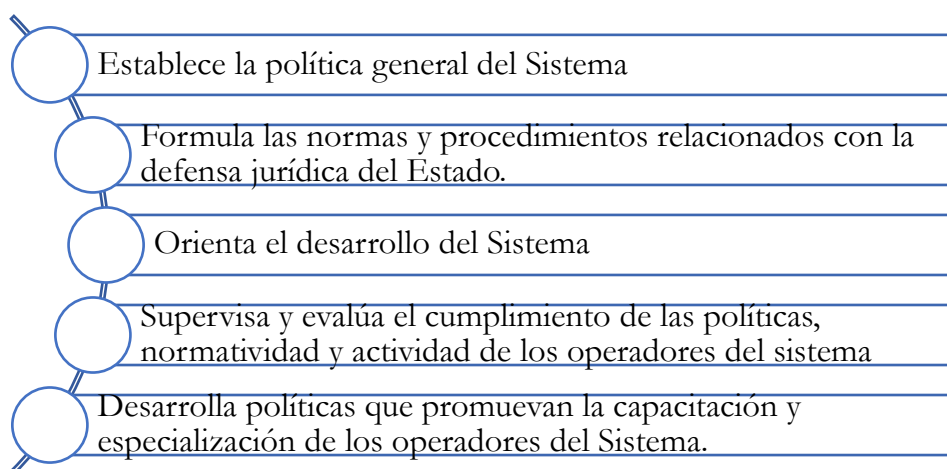 Establece la política general del Sistema
Formula las normas y procedimientos relacionados con la
defensa jurídica del Estado.
Orienta el desarrollo del Sistema
Supervisa y evalúa el cumplimiento de las políticas,
normatividad y actividad de los operadores del sistema
Desarrolla políticas que promuevan la capacitación y
especialización de los operadores del Sistema.